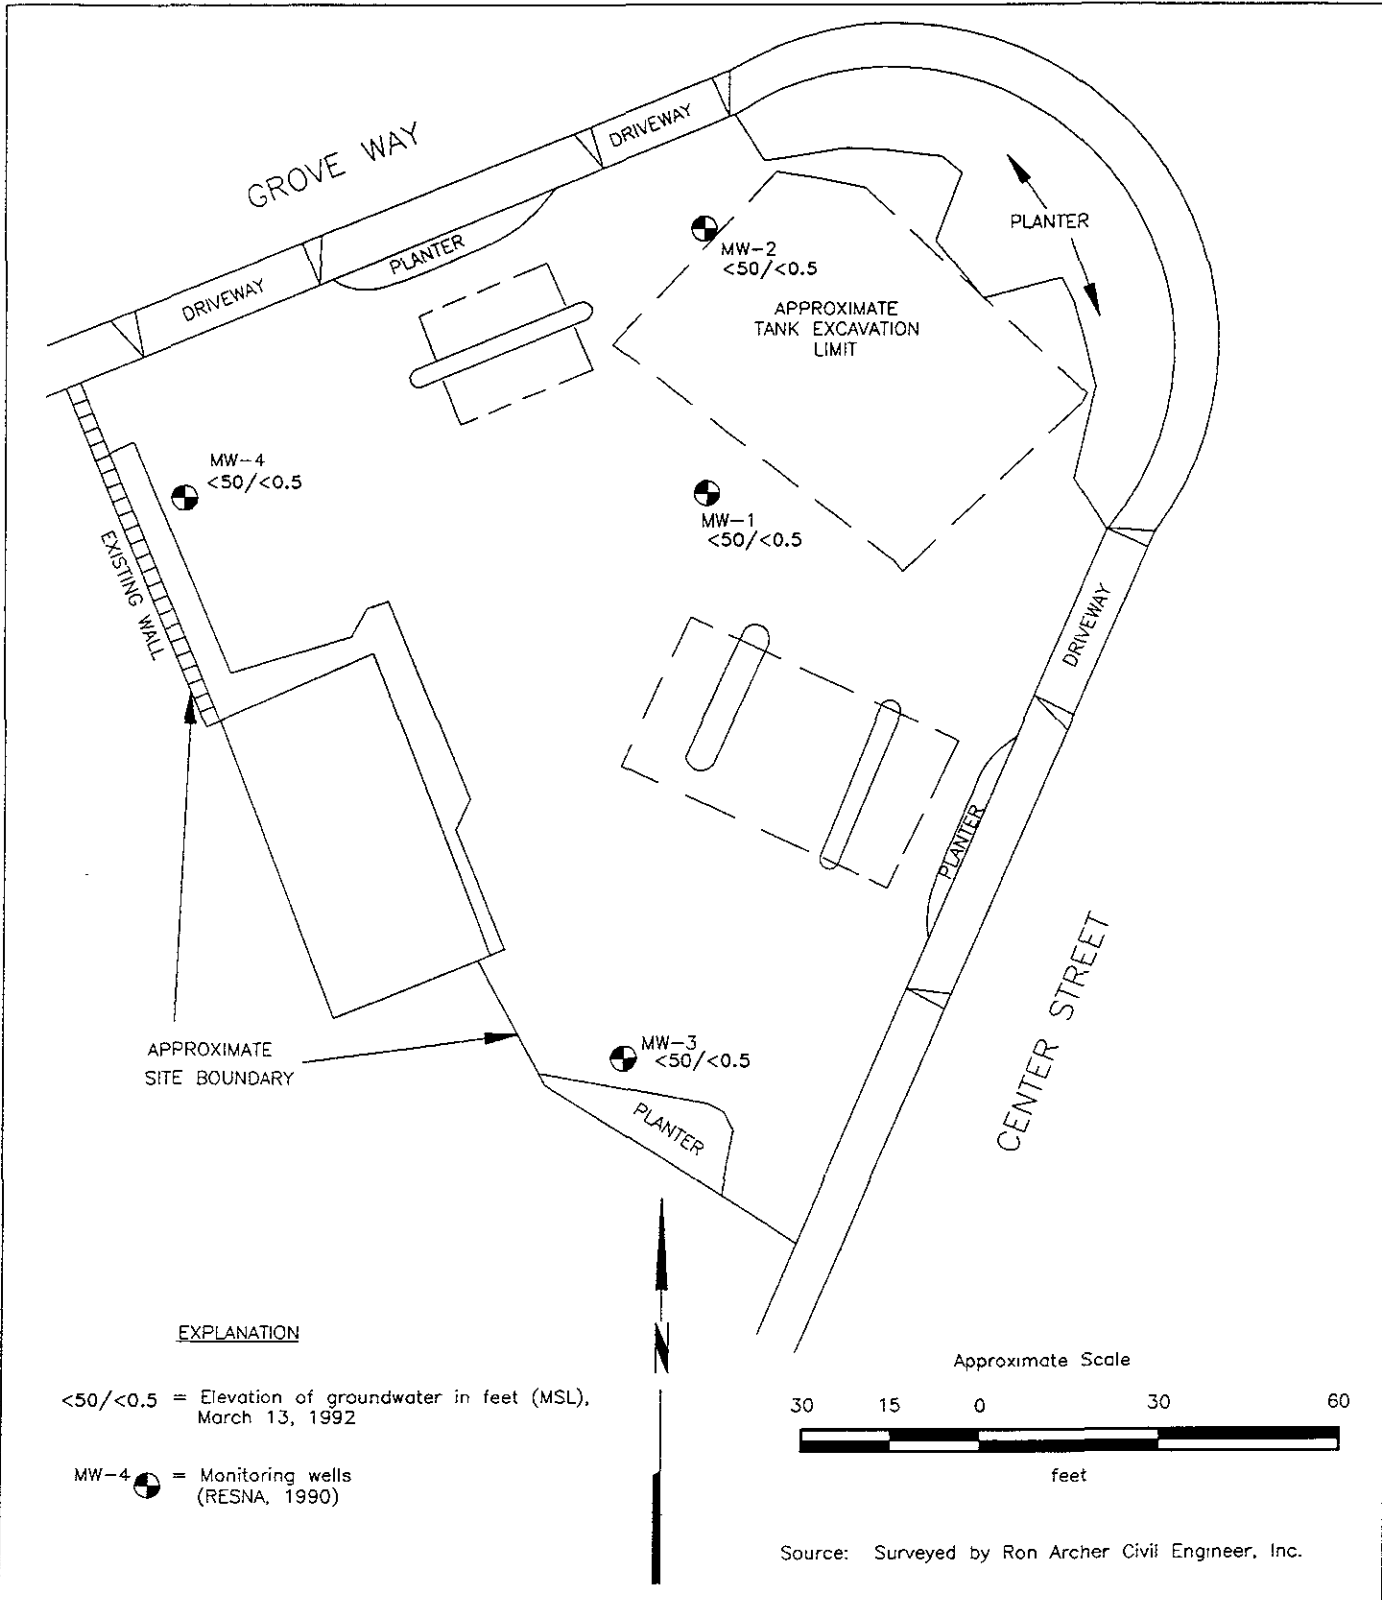 GROVE WAY
DRIVEWAY
PLANTER
DRIVEWAY
PLANTER
MW-2
<50/<0.5
APPROXIMATE
TANK EXCAVATION
LIMIT
MW-4
<50/<0.5
MW-1
<50/<0.5
EXISTING WALL
DRIVEWAY
PLANTER
CENTER STREET
APPROXIMATE
SITE BOUNDARY
MW-3
<50/<0.5
PLANTER
N
EXPLANATION
<50/<0.5 = Elevation of groundwater in feet (MSL),
March 13, 1992
MW-4 = Monitoring wells
(RESNA, 1990)
Approximate Scale
30 15 0 30 60
feet
Source: Surveyed by Ron Archer Civil Engineer, Inc.